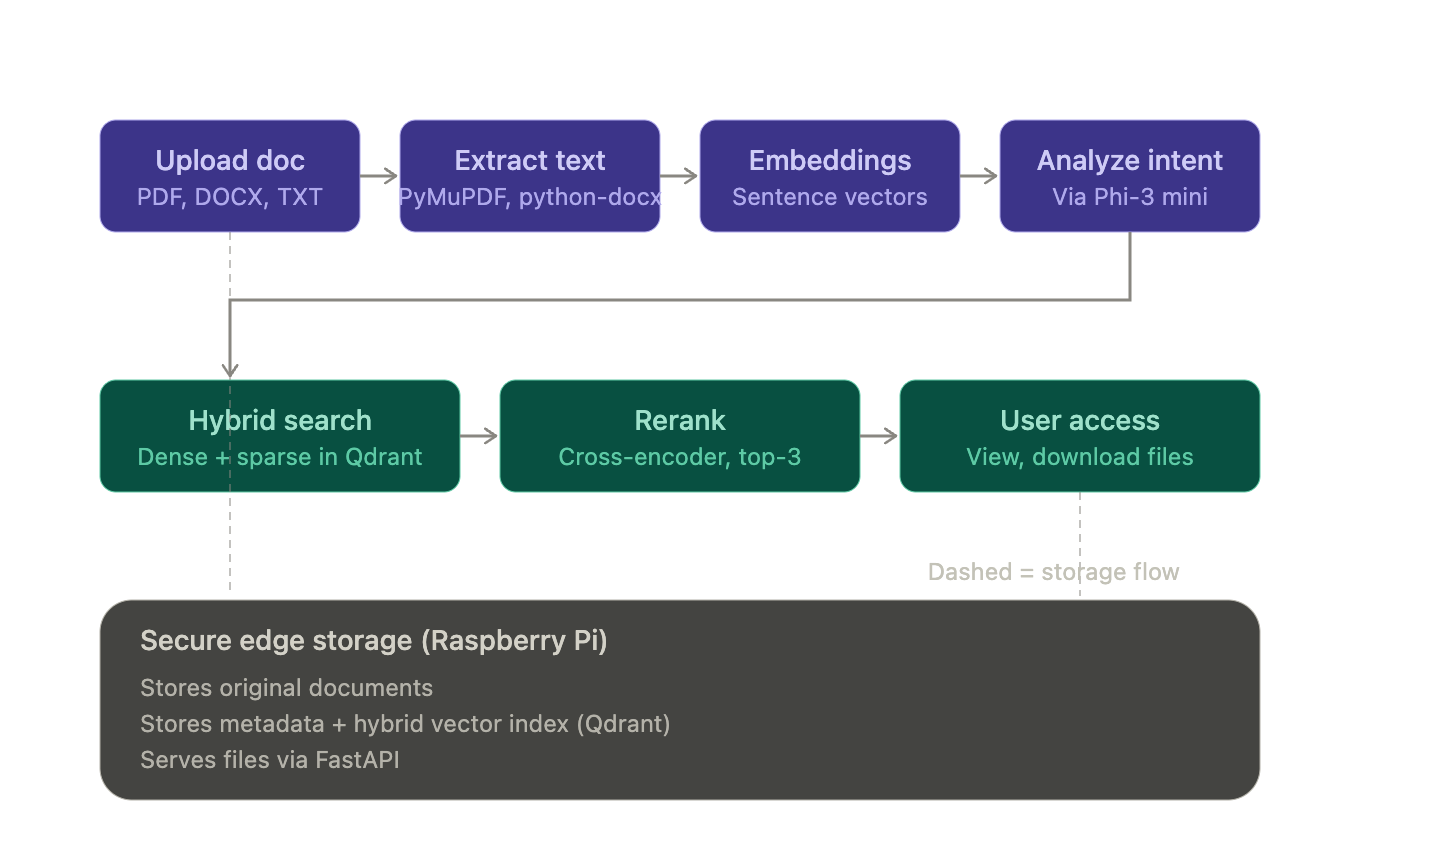 Upload doc
PDF, DOCX, TXT
Extract text
PyMuPDF, python-docx
Embeddings
Sentence vectors
Analyze intent
Via Phi-3 mini
Hybrid search
Dense + sparse in Qdrant
Rerank
Cross-encoder, top-3
User access
View, download files
Dashed = storage flow
Secure edge storage (Raspberry Pi)
Stores original documents
Stores metadata + hybrid vector index (Qdrant)
Serves files via FastAPI